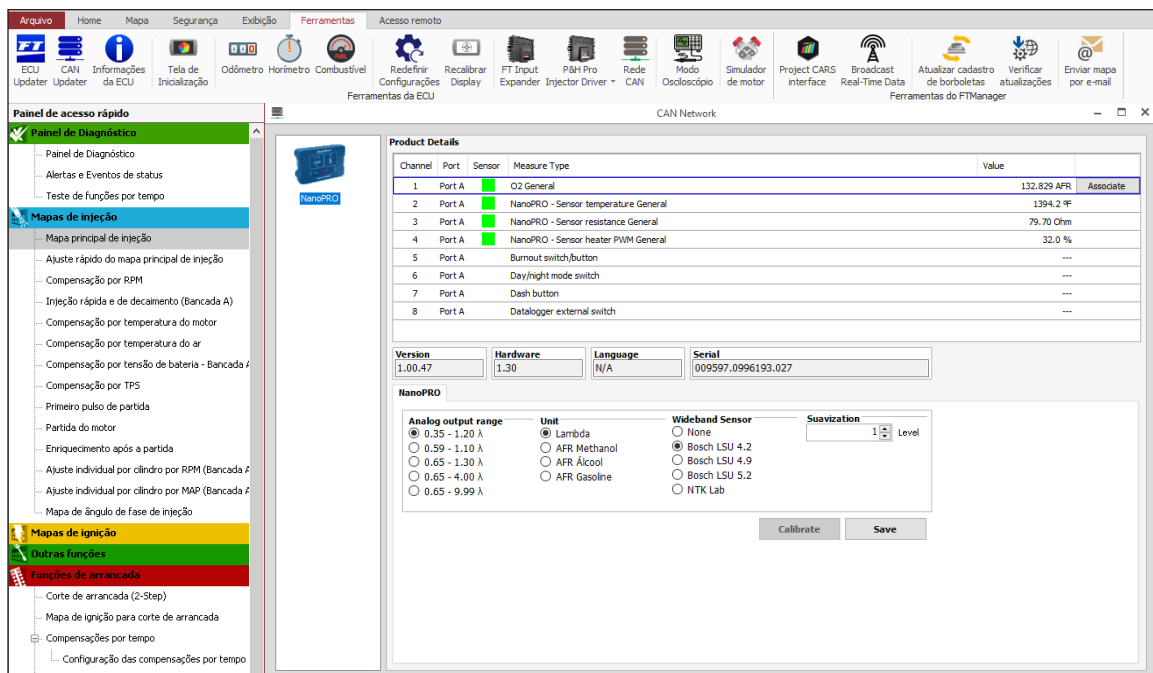 Arquivo Home Mapa Segurança Exibição Ferramentas Acesso remoto
FT
ECU Updater
CAN Updater
Informações da ECU
Tela de Inicialização
Odômetro
Horímetro
Combustível
FUEL
Redefinir Configurações
Recalibrar Display
FT Input Expander
P&H Pro Injector Driver
Rede CAN
Modo Osciloscópio
Simulador de motor
Project CARS interface
Broadcast Real-Time Data
Atualizar cadastro de borboletas
Verificar atualizações
Enviar mapa por e-mail
Ferramentas da ECU
Ferramentas do FTManager
Painel de acesso rápido
Painel de Diagnóstico
Painel de Diagnóstico
Alertas e Eventos de status
Teste de funções por tempo
Mapas de injeção
Mapa principal de injeção
Ajuste rápido do mapa principal de injeção
Compensação por RPM
Injeção rápida e de decaimento (Bancada A)
Compensação por temperatura do motor
Compensação por temperatura do ar
Compensação por tensão de bateria - Bancada A
Compensação por TPS
Primeiro pulso de partida
Partida do motor
Enriquecimento após a partida
Ajuste individual por cilindro por RPM (Bancada A
Ajuste individual por cilindro por MAP (Bancada A
Mapa de ângulo de fase de injeção
Mapas de ignição
Outras funções
Funções de arrancada
Corte de arrancada (2-Step)
Mapa de ignição para corte de arrancada
Compensações por tempo
Configuração das compensações por tempo
CAN Network
NanoPRO
Product Details
Channel Port Sensor Measure Type Value
1 Port A O2 General 132.829 AFR Associate
2 Port A NanoPRO - Sensor temperature General 1394.2 ºF
3 Port A NanoPRO - Sensor resistance General 79.70 Ohm
4 Port A NanoPRO - Sensor heater PWM General 32.0 %
5 Port A Burnout switch/button ---
6 Port A Day/night mode switch ---
7 Port A Dash button ---
8 Port A Datalogger external switch ---
Version Hardware Language Serial
1.00.47 1.30 N/A 009597.0996193.027
NanoPRO
Analog output range
0.35 - 1.20 λ
0.59 - 1.10 λ
0.65 - 1.30 λ
0.65 - 4.00 λ
0.65 - 9.99 λ
Unit
Lambda
AFR Methanol
AFR Álcool
AFR Gasoline
Wideband Sensor
None
Bosch LSU 4.2
Bosch LSU 4.9
Bosch LSU 5.2
NTK Lab
Suavization
1 Level
Calibrate Save